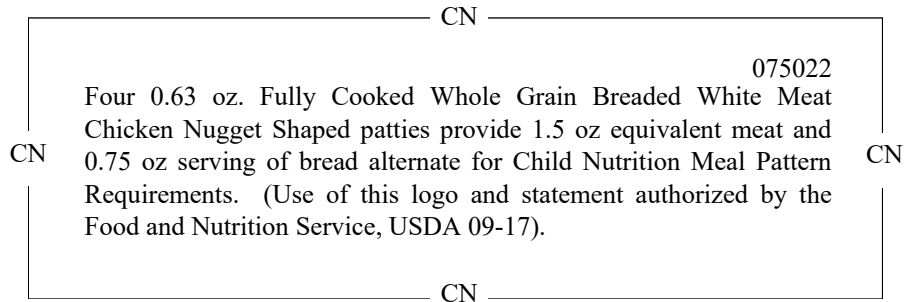 CN
075022
Four 0.63 oz. Fully Cooked Whole Grain Breaded White Meat
Chicken Nugget Shaped patties provide 1.5 oz equivalent meat and
CN
CN
0.75 oz serving of bread alternate for Child Nutrition Meal Pattern
Requirements. (Use of this logo and statement authorized by the
Food and Nutrition Service, USDA 09-17).
CN